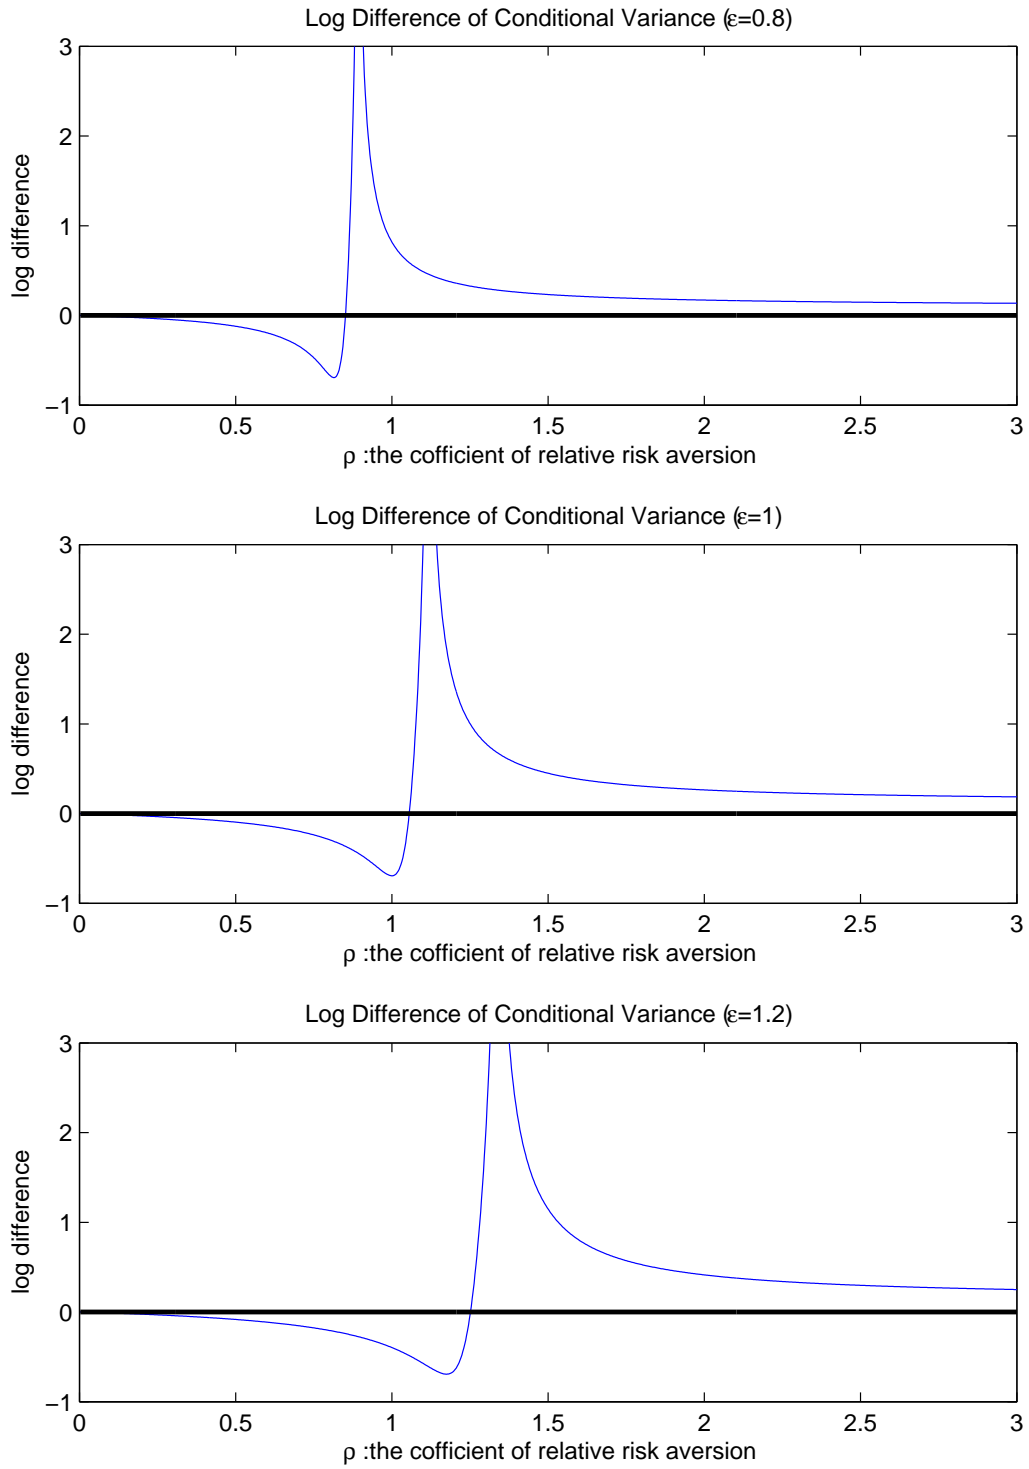 Log Difference of Conditional Variance (ε=0.8)
3
2
1
0
−1
log difference
0 0.5 1 1.5 2 2.5 3
ρ :the cofficient of relative risk aversion
Log Difference of Conditional Variance (ε=1)
3
2
1
0
−1
log difference
0 0.5 1 1.5 2 2.5 3
ρ :the cofficient of relative risk aversion
Log Difference of Conditional Variance (ε=1.2)
3
2
1
0
−1
log difference
0 0.5 1 1.5 2 2.5 3
ρ :the cofficient of relative risk aversion